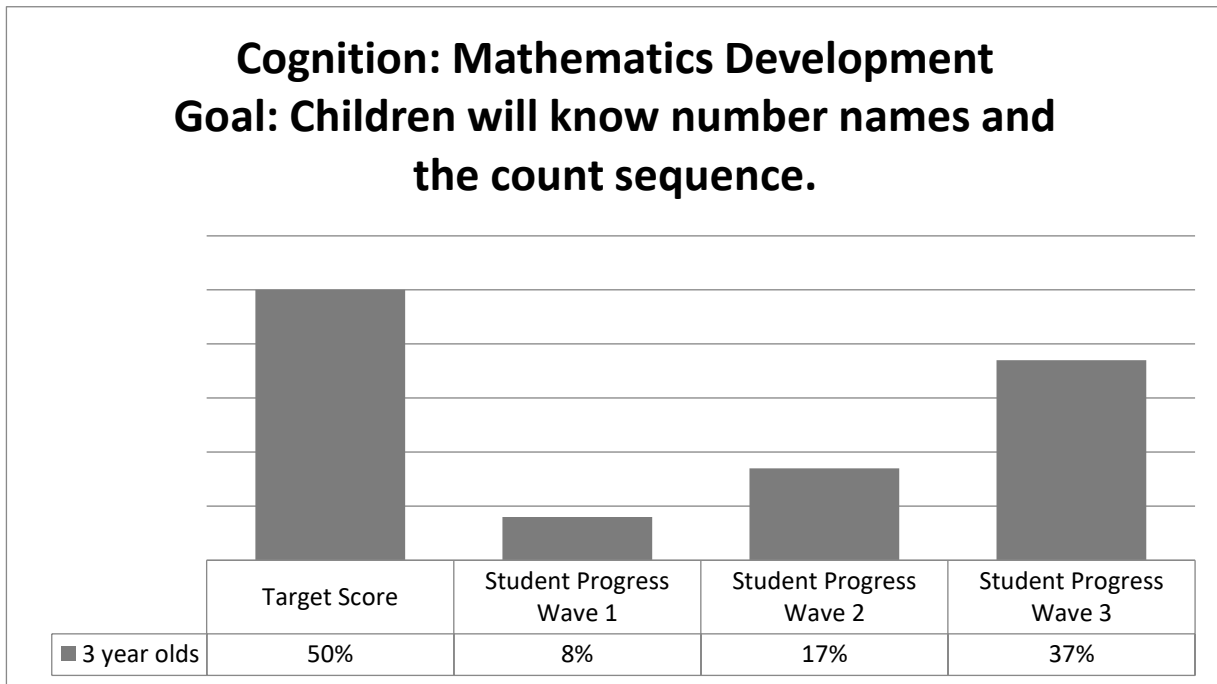 Cognition: Mathematics Development
Goal: Children will know number names and
the count sequence.
Target Score
Student Progress
Wave 1
Student Progress
Wave 2
Student Progress
Wave 3
3 year olds 50% 8% 17% 37%